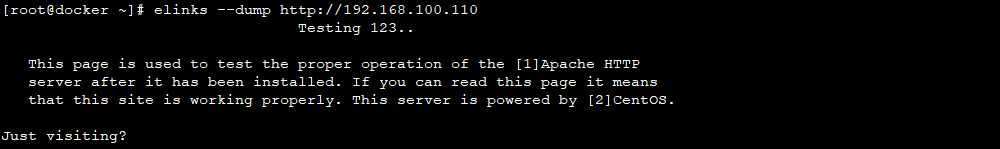 [root@docker ~]# elinks --dump http://192.168.100.110
Testing 123..
This page is used to test the proper operation of the [1]Apache HTTP
server after it has been installed. If you can read this page it means
that this site is working properly. This server is powered by [2]CentOS.
Just visiting?